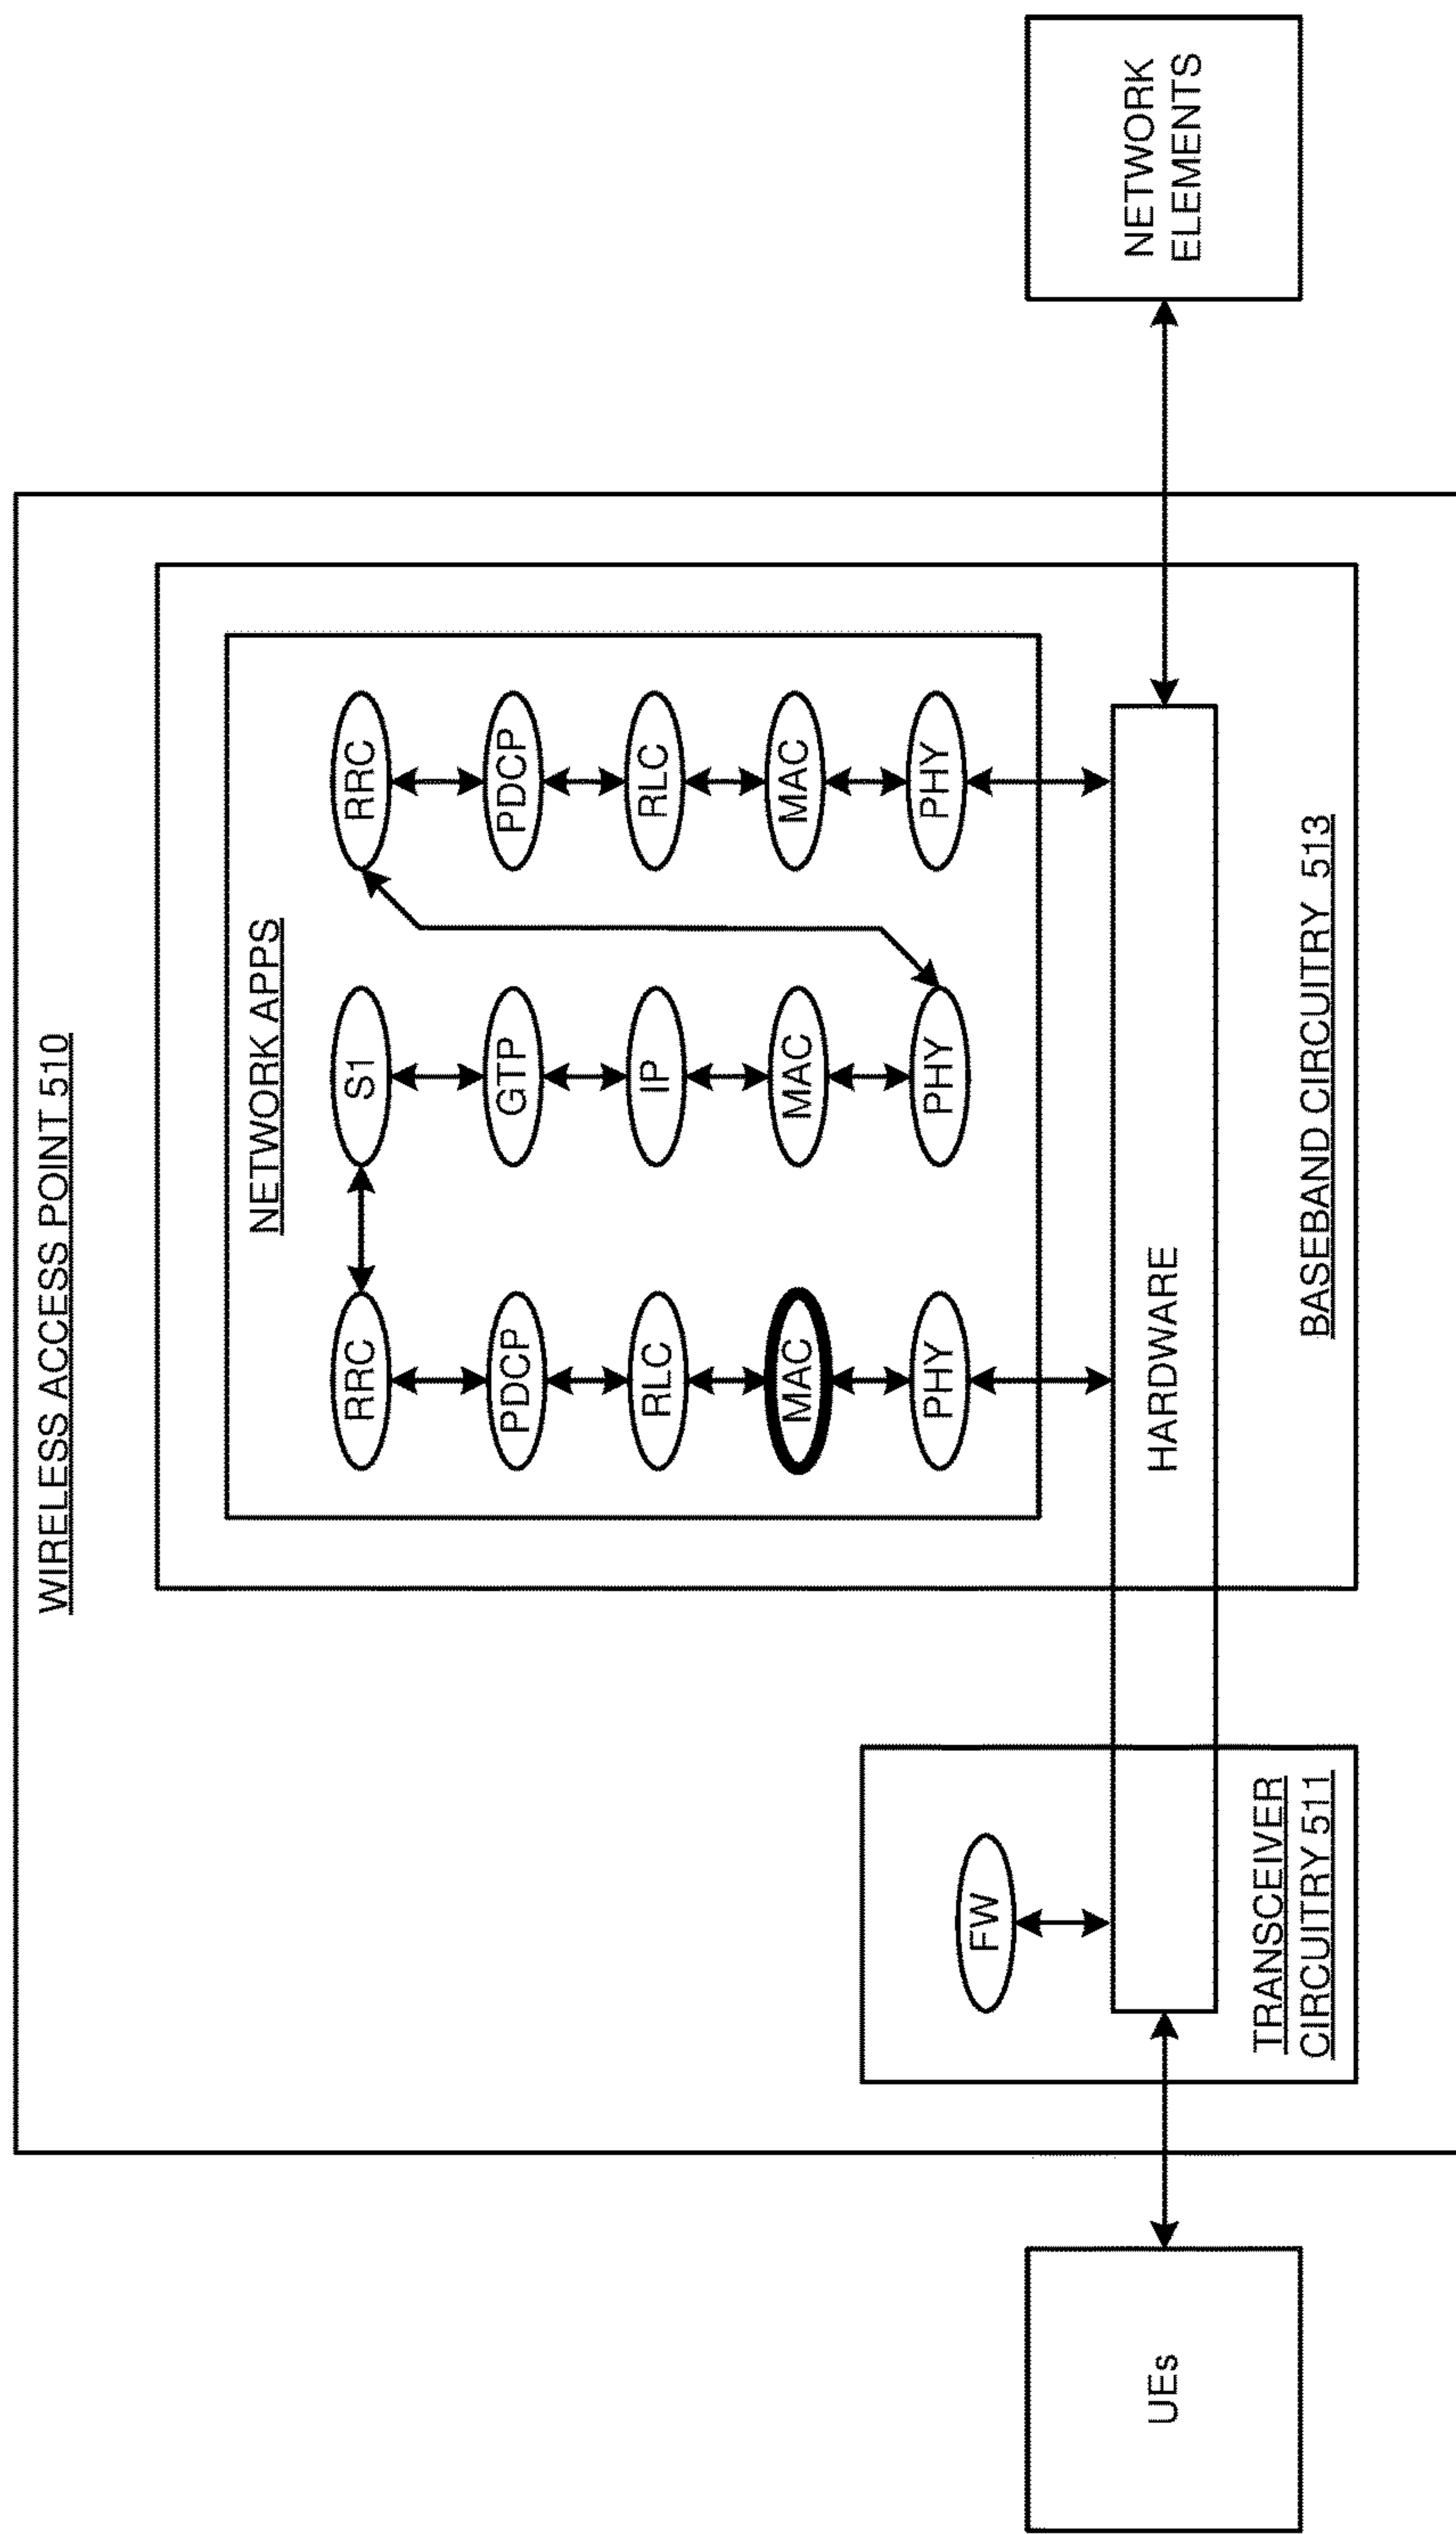 WIRELESS ACCESS POINT 510
NETWORK APPS
RRC
S1
RRC
PDCP
GTP
PDCP
RLC
IP
RLC
MAC
MAC
MAC
FW
PHY
PHY
PHY
UEs
HARDWARE
NETWORK
ELEMENTS
TRANSCEIVER
CIRCUITRY 511
BASEBAND CIRCUITRY 513